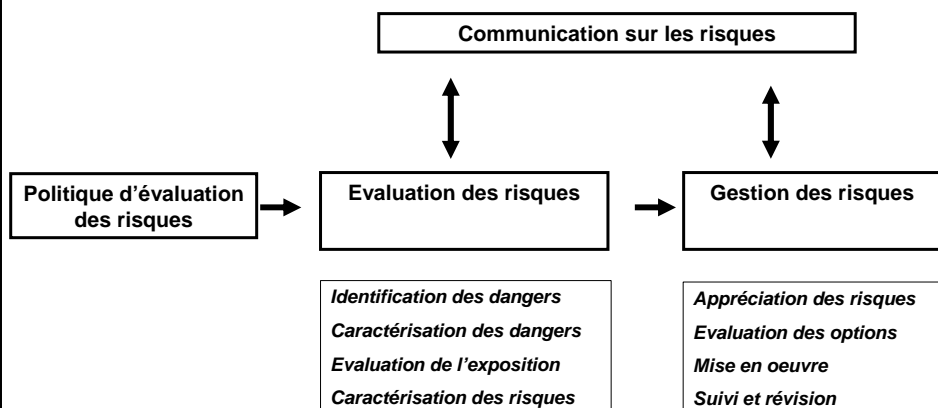 Communication sur les risques
Politique d'évaluation
des risques
Evaluation des risques
Gestion des risques
Identification des dangers
Caractérisation des dangers
Evaluation de l'exposition
Caractérisation des risques
Appréciation des risques
Evaluation des options
Mise en oeuvre
Suivi et révision